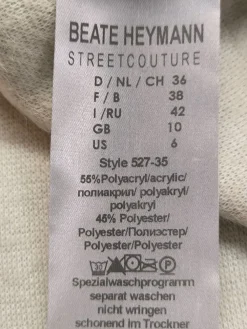 BEATE HEYMANN
STREETCOUTURE
D / NL / CH 36
F / B 38
I /RU 42
GB 10
US 6
Style 527-35
55%Polyacryl/acrylic/
полиакрил/ polyakryl/
polyakryl
45% Polyester/
Polyester/Полиэстер/
Polyester/Polyester
Spezialwaschprogramm
separat waschen
nicht wringen
schonend im Trockner